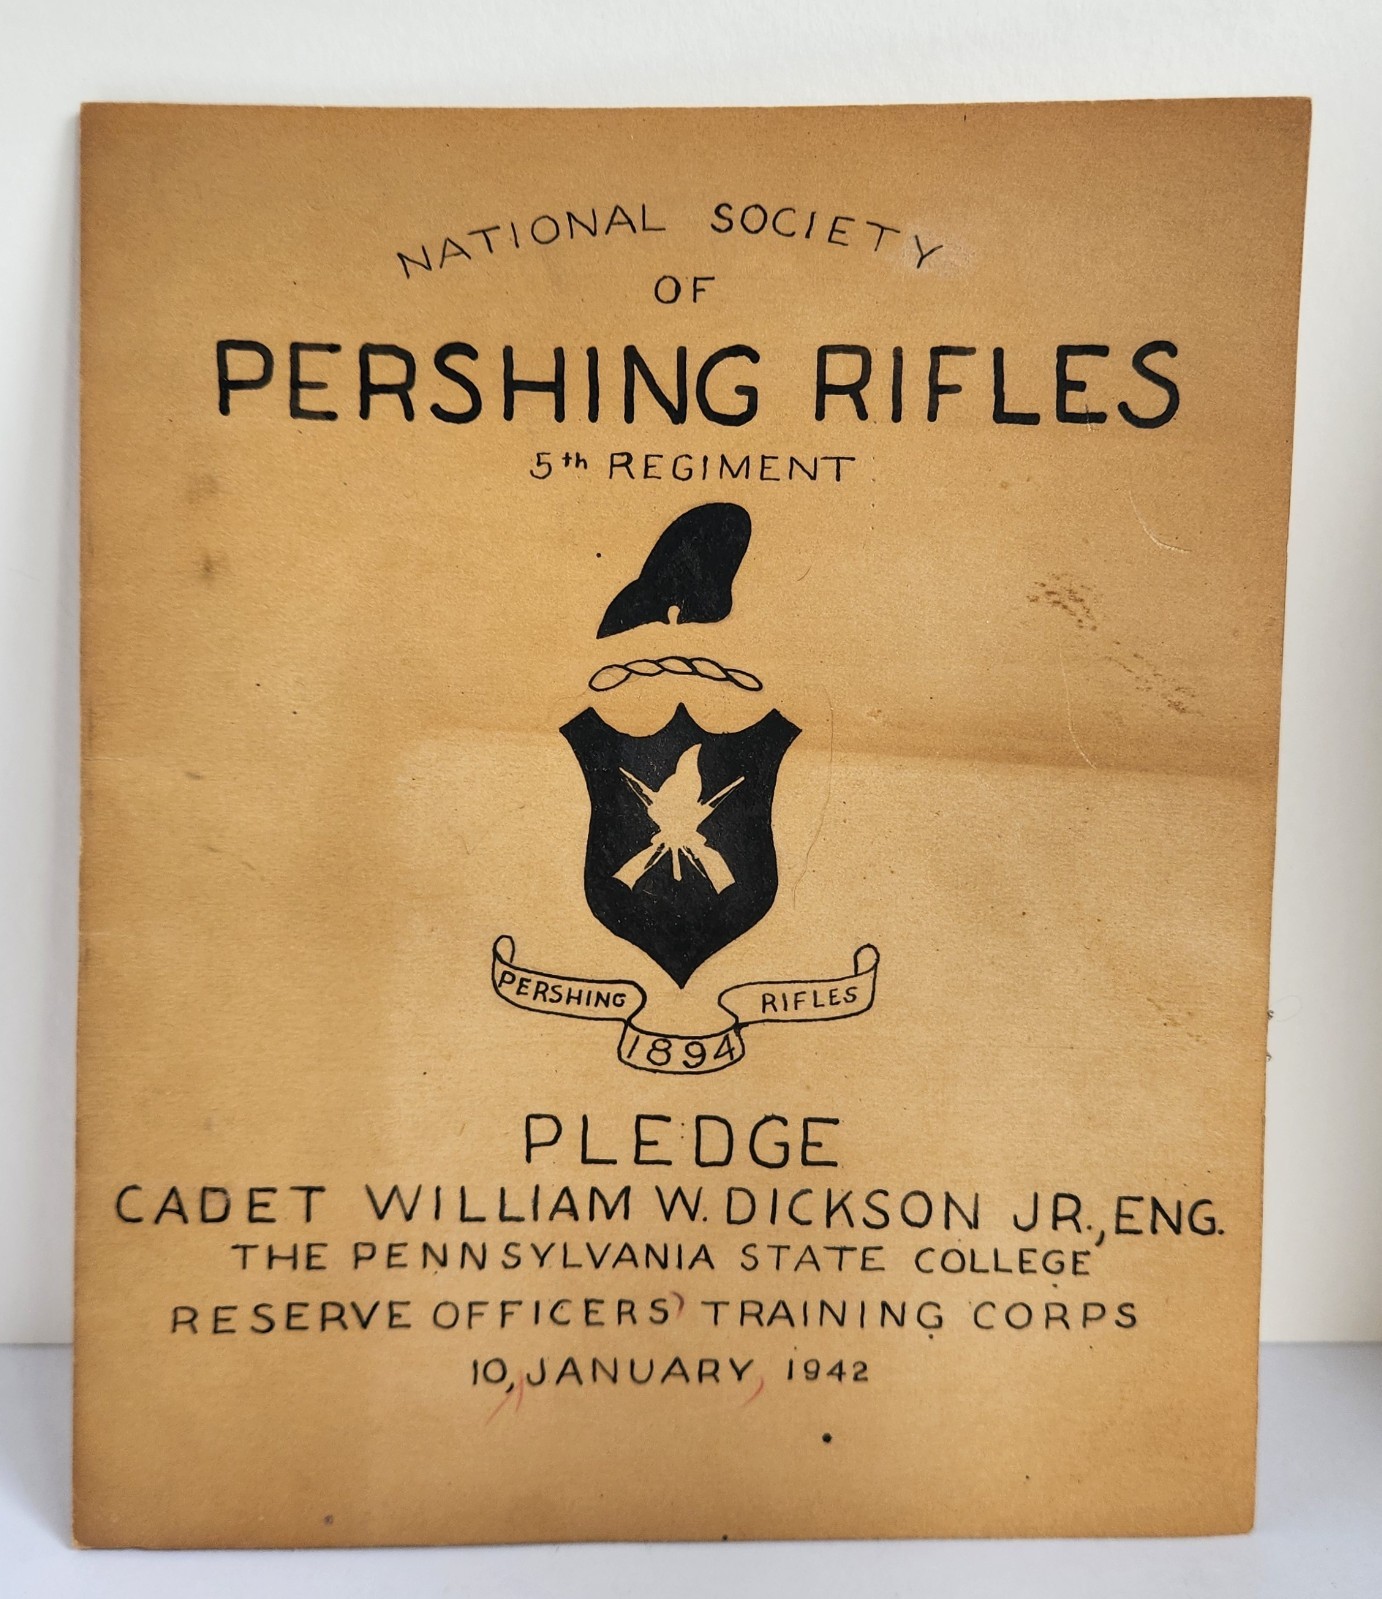 NATIONAL SOCIETY
OF
PERSHING RIFLES
5th REGIMENT
PERSHING RIFLES
1894
PLEDGE
CADET WILLIAM W. DICKSON JR., ENG.
THE PENNSYLVANIA STATE COLLEGE
RESERVE OFFICERS' TRAINING CORPS
10, JANUARY, 1942